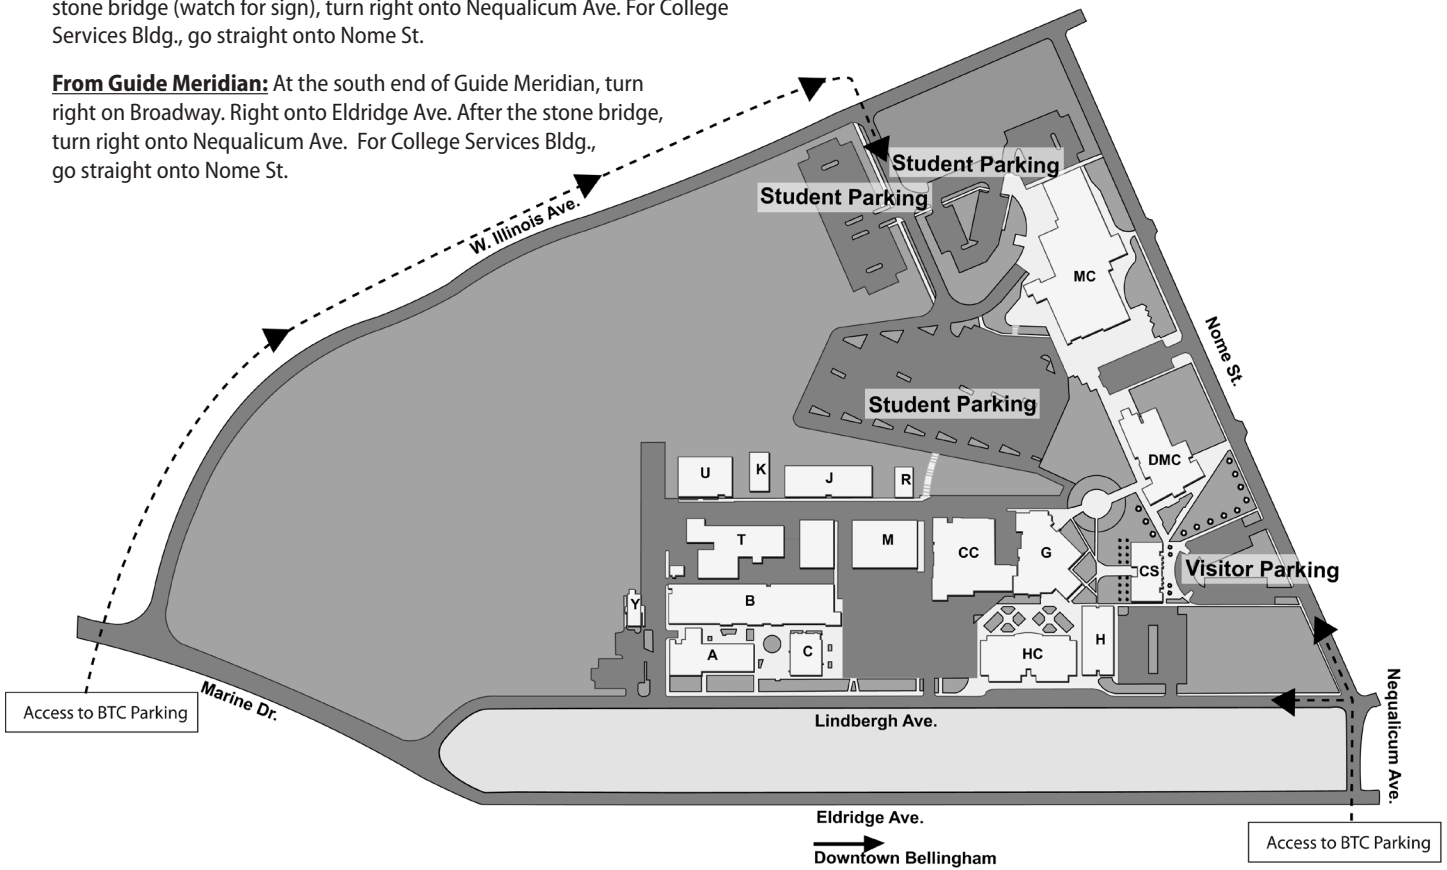 stone bridge (watch for sign), turn right onto Nequalicum Ave. For College
Services Bldg., go straight onto Nome St.
From Guide Meridian: At the south end of Guide Meridian, turn
right on Broadway. Right onto Eldridge Ave. After the stone bridge,
turn right onto Nequalicum Ave. For College Services Bldg.,
go straight onto Nome St.
Student Parking
Student Parking
W. Illinois Ave.
MC
Nome St.
Student Parking
DMC
U
K
J
R
T
M
CC
G
CS
Visitor Parking
Y
B
A
C
HC
H
Access to BTC Parking
Marine Dr.
Lindbergh Ave.
Nequalicum Ave.
Eldridge Ave.
Downtown Bellingham
Access to BTC Parking